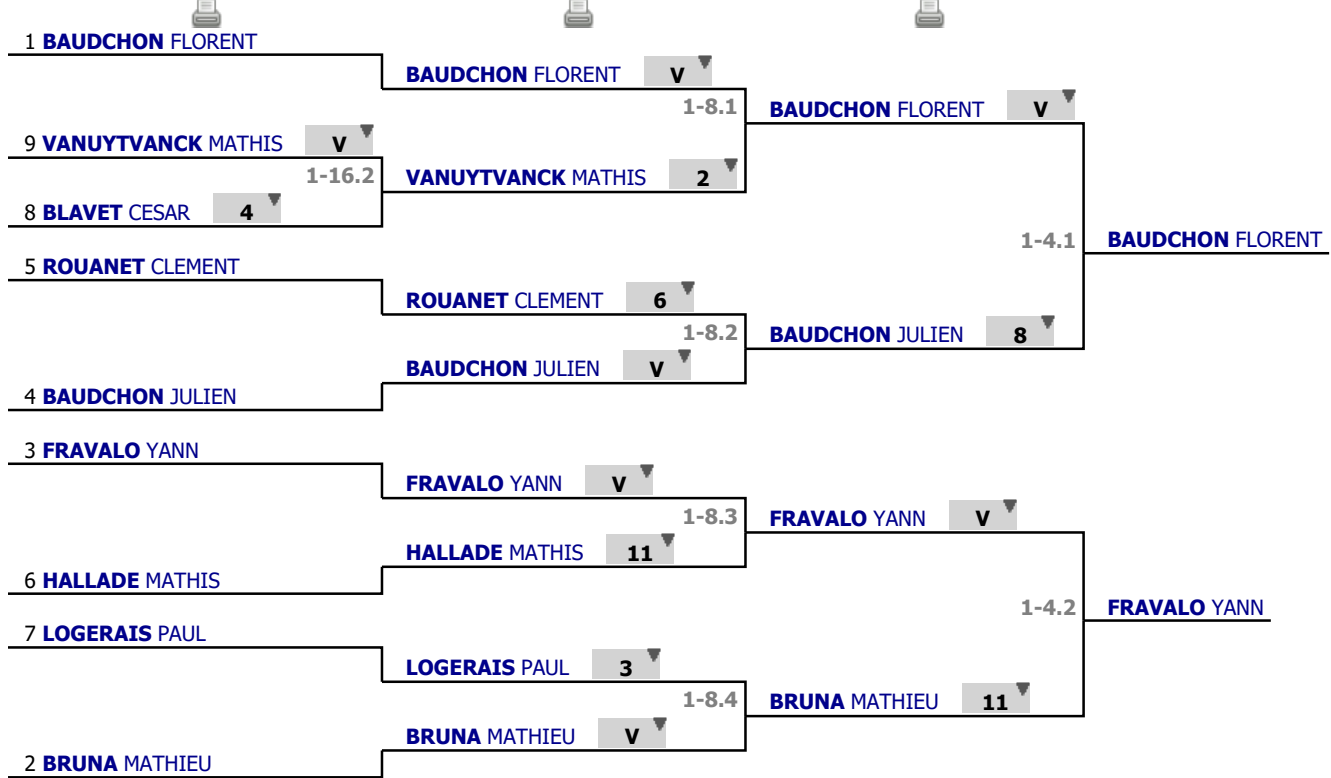 1 BAUDCHON FLORENT
BAUDCHON FLORENT V
1-8.1
BAUDCHON FLORENT V
9 VANUYTVANCK MATHIS V
1-16.2
VANUYTVANCK MATHIS 2
8 BLAVET CESAR 4
1-4.1
BAUDCHON FLORENT
5 ROUANET CLEMENT
ROUANET CLEMENT 6
1-8.2
BAUDCHON JULIEN 8
BAUDCHON JULIEN V
4 BAUDCHON JULIEN
3 FRAVALO YANN
FRAVALO YANN V
1-8.3
FRAVALO YANN V
HALLADE MATHIS 11
6 HALLADE MATHIS
1-4.2
FRAVALO YANN
7 LOGERAIS PAUL
LOGERAIS PAUL 3
1-8.4
BRUNA MATHIEU 11
BRUNA MATHIEU V
2 BRUNA MATHIEU